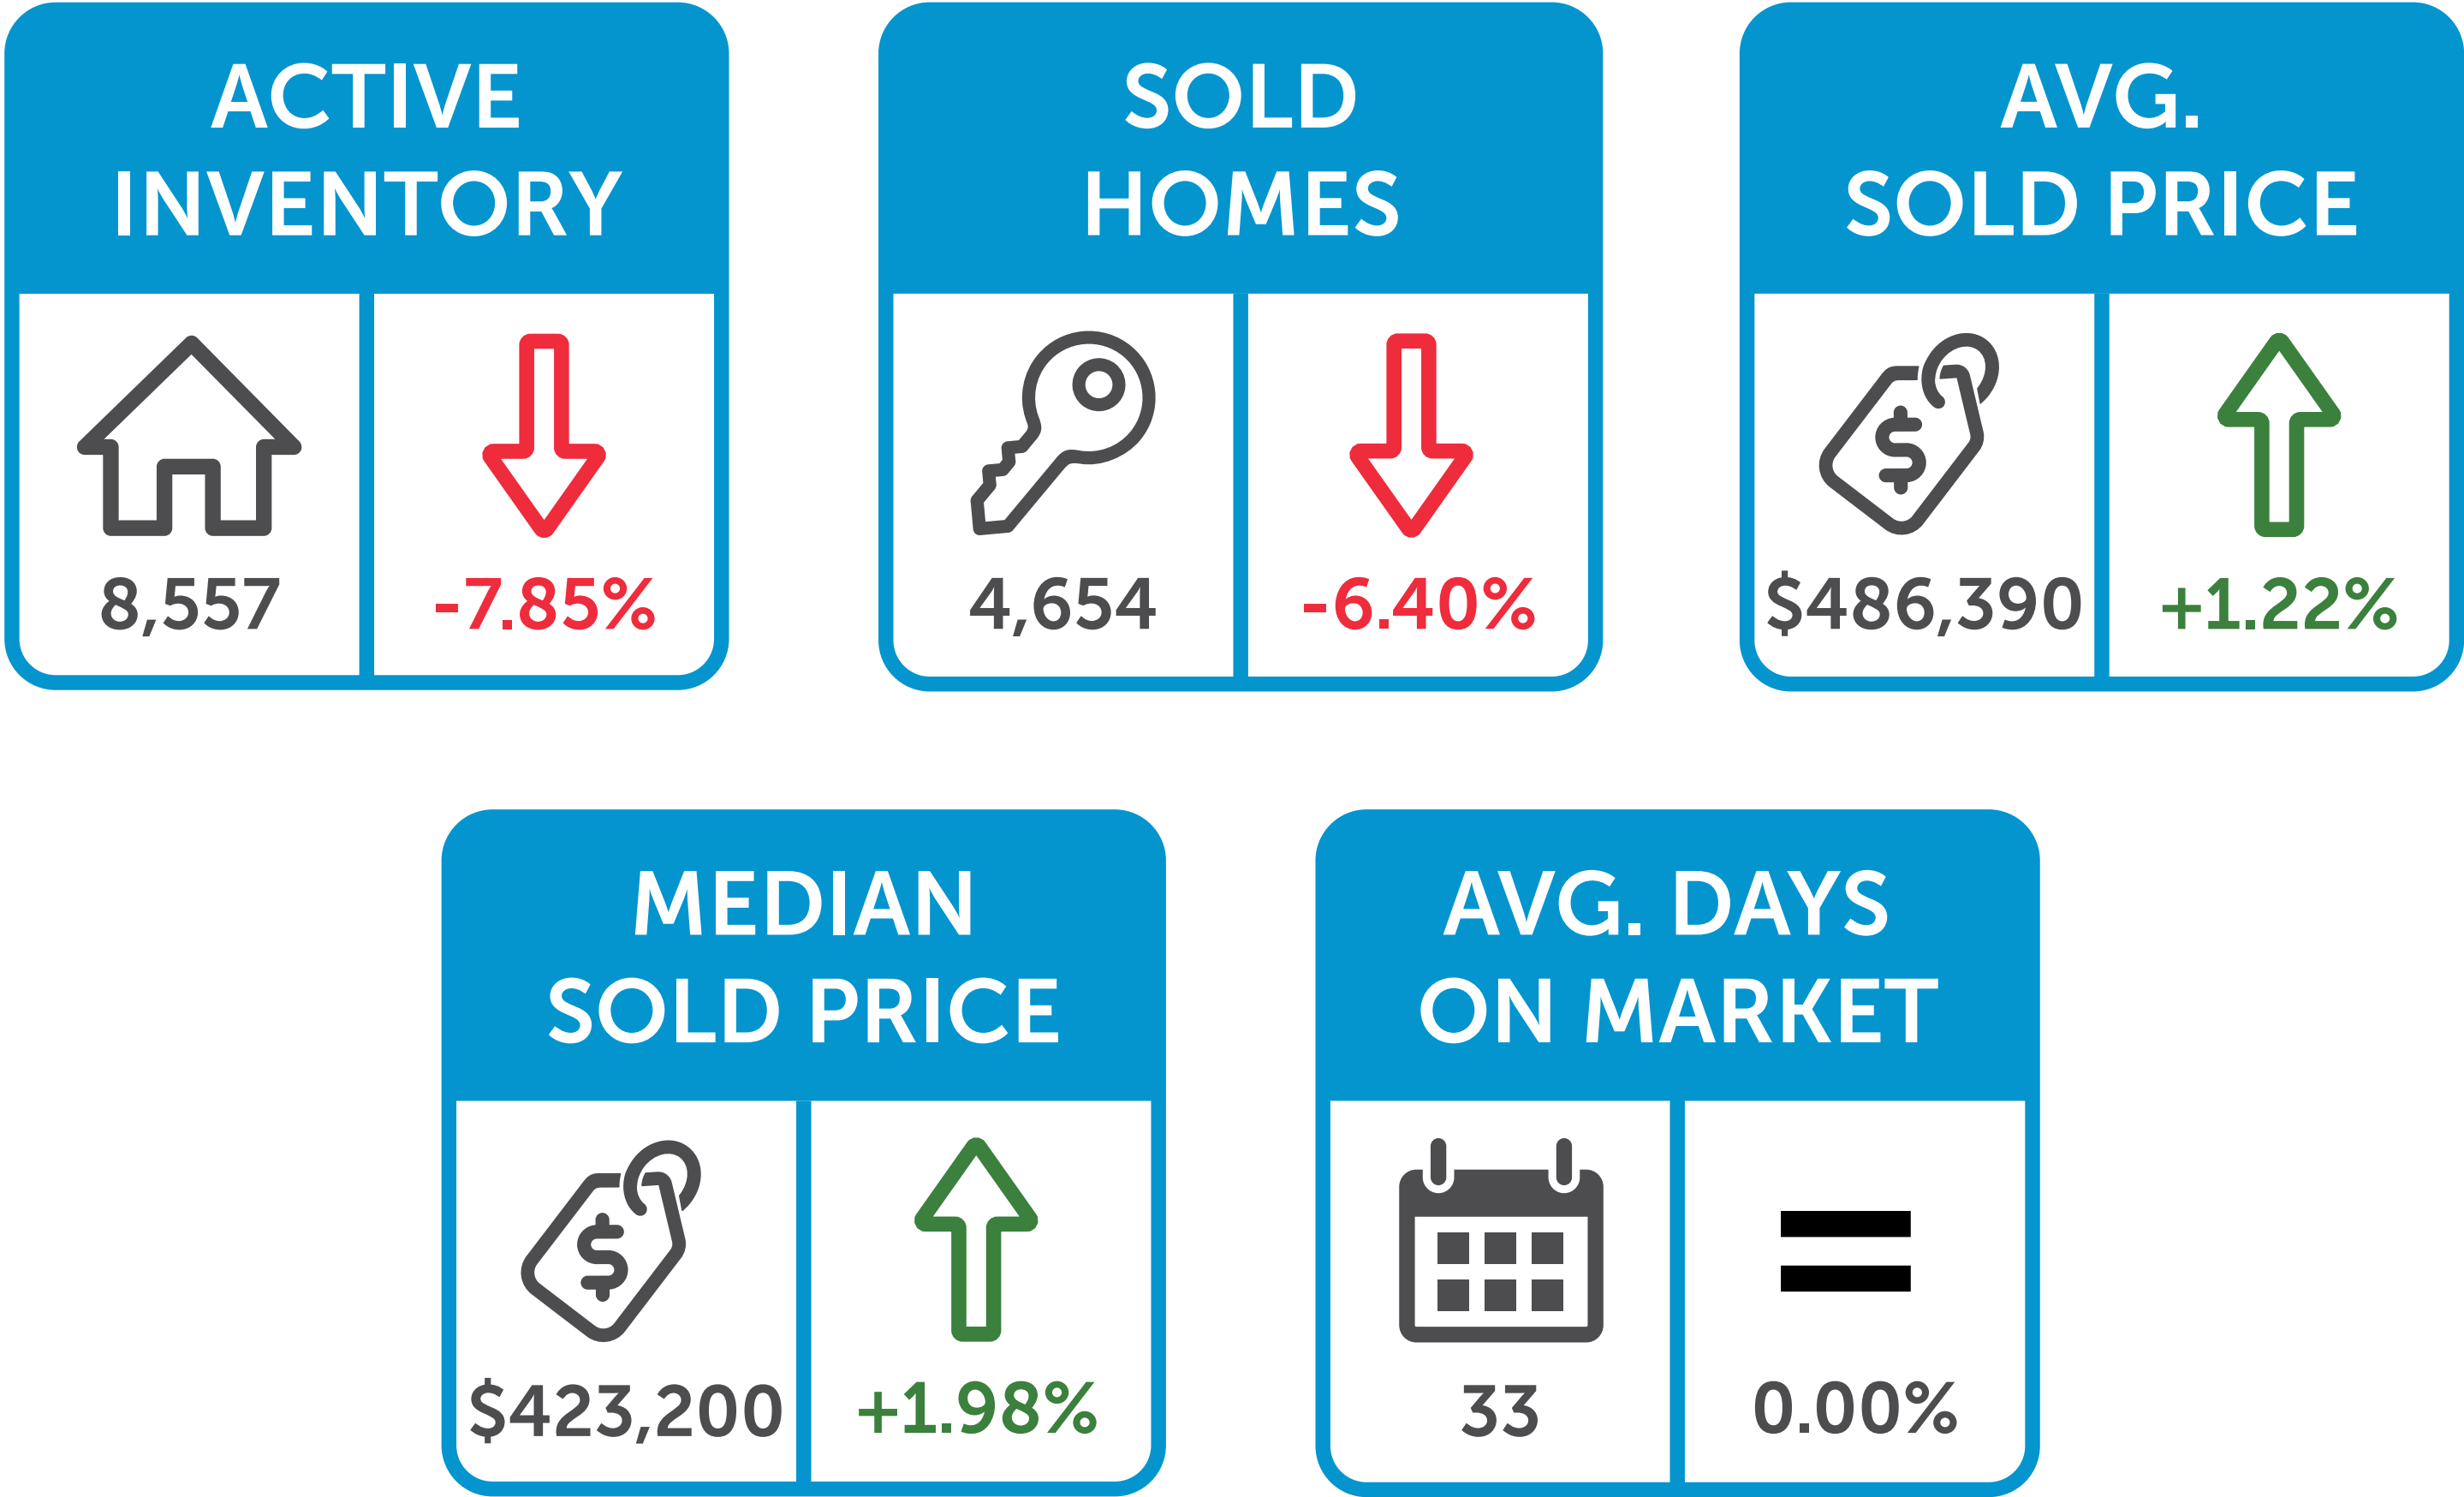 ACTIVE
INVENTORY
8,557
-7.85%
SOLD
HOMES
4,654
-6.40%
AVG.
SOLD PRICE
$486,390
+1.22%
MEDIAN
SOLD PRICE
$423,200
+1.98%
AVG. DAYS
ON MARKET
33
0.00%